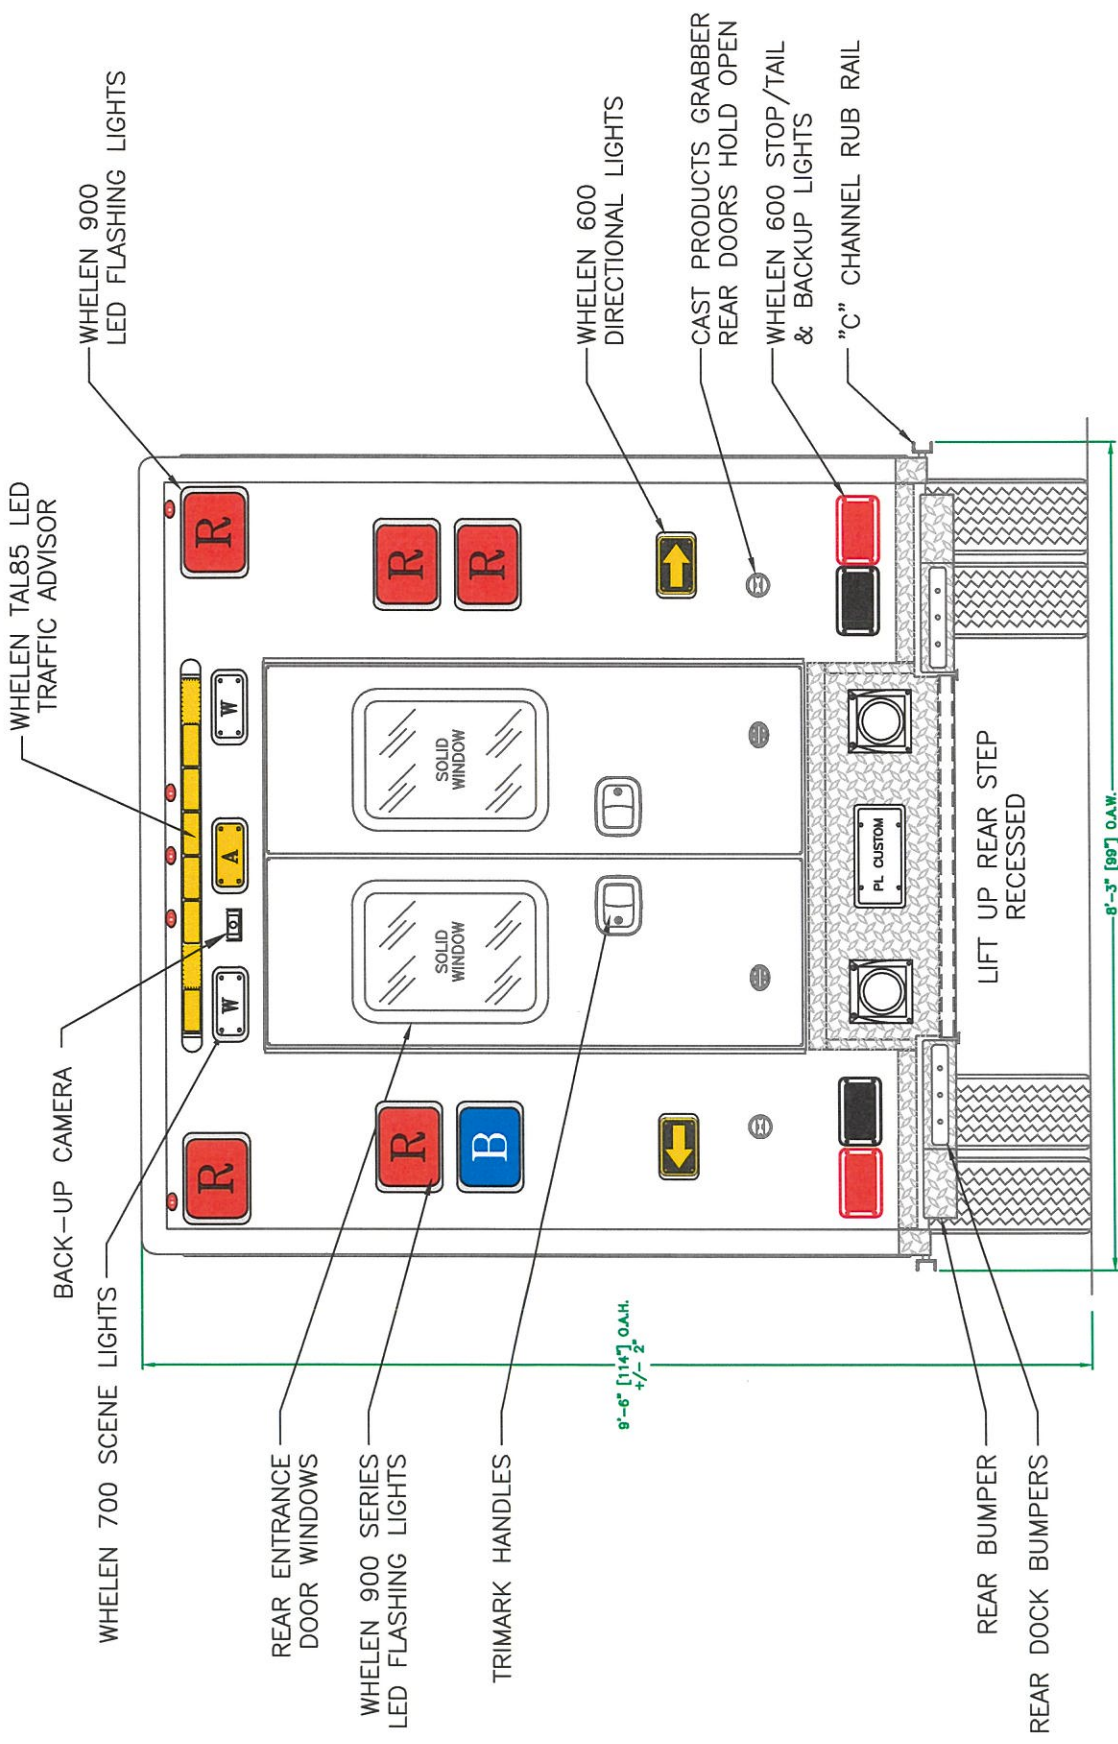 WHELEN TAL85 LED
TRAFFIC ADVISOR
WHELEN 900
LED FLASHING LIGHTS
BACK-UP CAMERA
WHELEN 700 SCENE LIGHTS
R
W
A
W
R
REAR ENTRANCE
DOOR WINDOWS
WHELEN 900 SERIES
LED FLASHING LIGHTS
R
B
SOLID
WINDOW
SOLID
WINDOW
R
R
TRIMARK HANDLES
WHELEN 600
DIRECTIONAL LIGHTS
CAST PRODUCTS GRABBER
REAR DOORS HOLD OPEN
WHELEN 600 STOP/TAIL
& BACKUP LIGHTS
"C" CHANNEL RUB RAIL
9'-6" [114"] O.A.H.
+/- 2"
PL CUSTOM
LIFT UP REAR STEP
RECESSED
REAR BUMPER
REAR DOCK BUMPERS
8'-3" [99"] O.A.W.